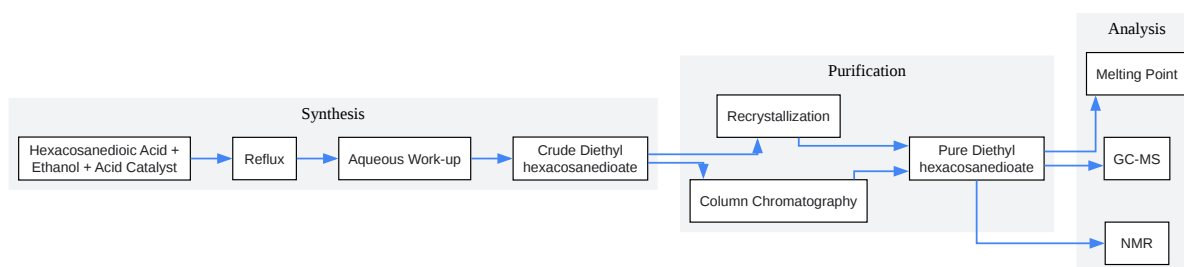 Synthesis
Hexacosanedioic Acid +
Ethanol + Acid Catalyst
Reflux
Aqueous Work-up
Crude Diethyl
hexacosanedioate
Purification
Recrystallization
Column Chromatography
Pure Diethyl
hexacosanedioate
Analysis
Melting Point
GC-MS
NMR